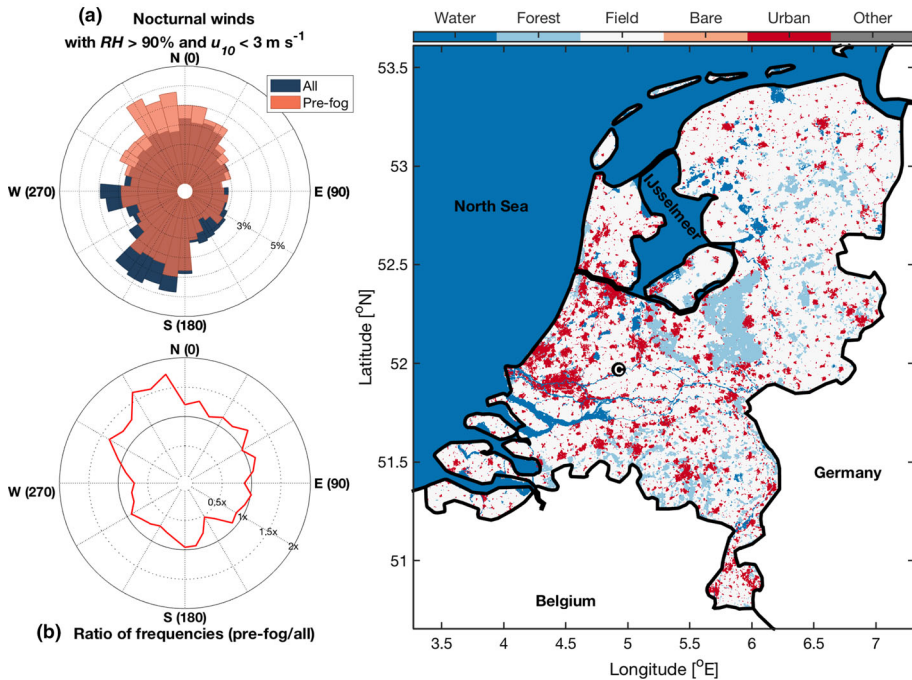 (a) Nocturnal winds
with RH > 90% and u10 < 3 m s⁻¹
N (0)
All
Pre-fog
W (270)
E (90)
3%
5%
S (180)
N (0)
W (270)
E (90)
0,5x
1x
1,5x
2x
S (180)
(b) Ratio of frequencies (pre-fog/all)
Water Forest Field Bare Urban Other
53.5
53
52.5
52
51.5
51
Latitude [°N]
North Sea
IJsselmeer
C
Germany
Belgium
3.5 4 4.5 5 5.5 6 6.5 7
Longitude [°E]